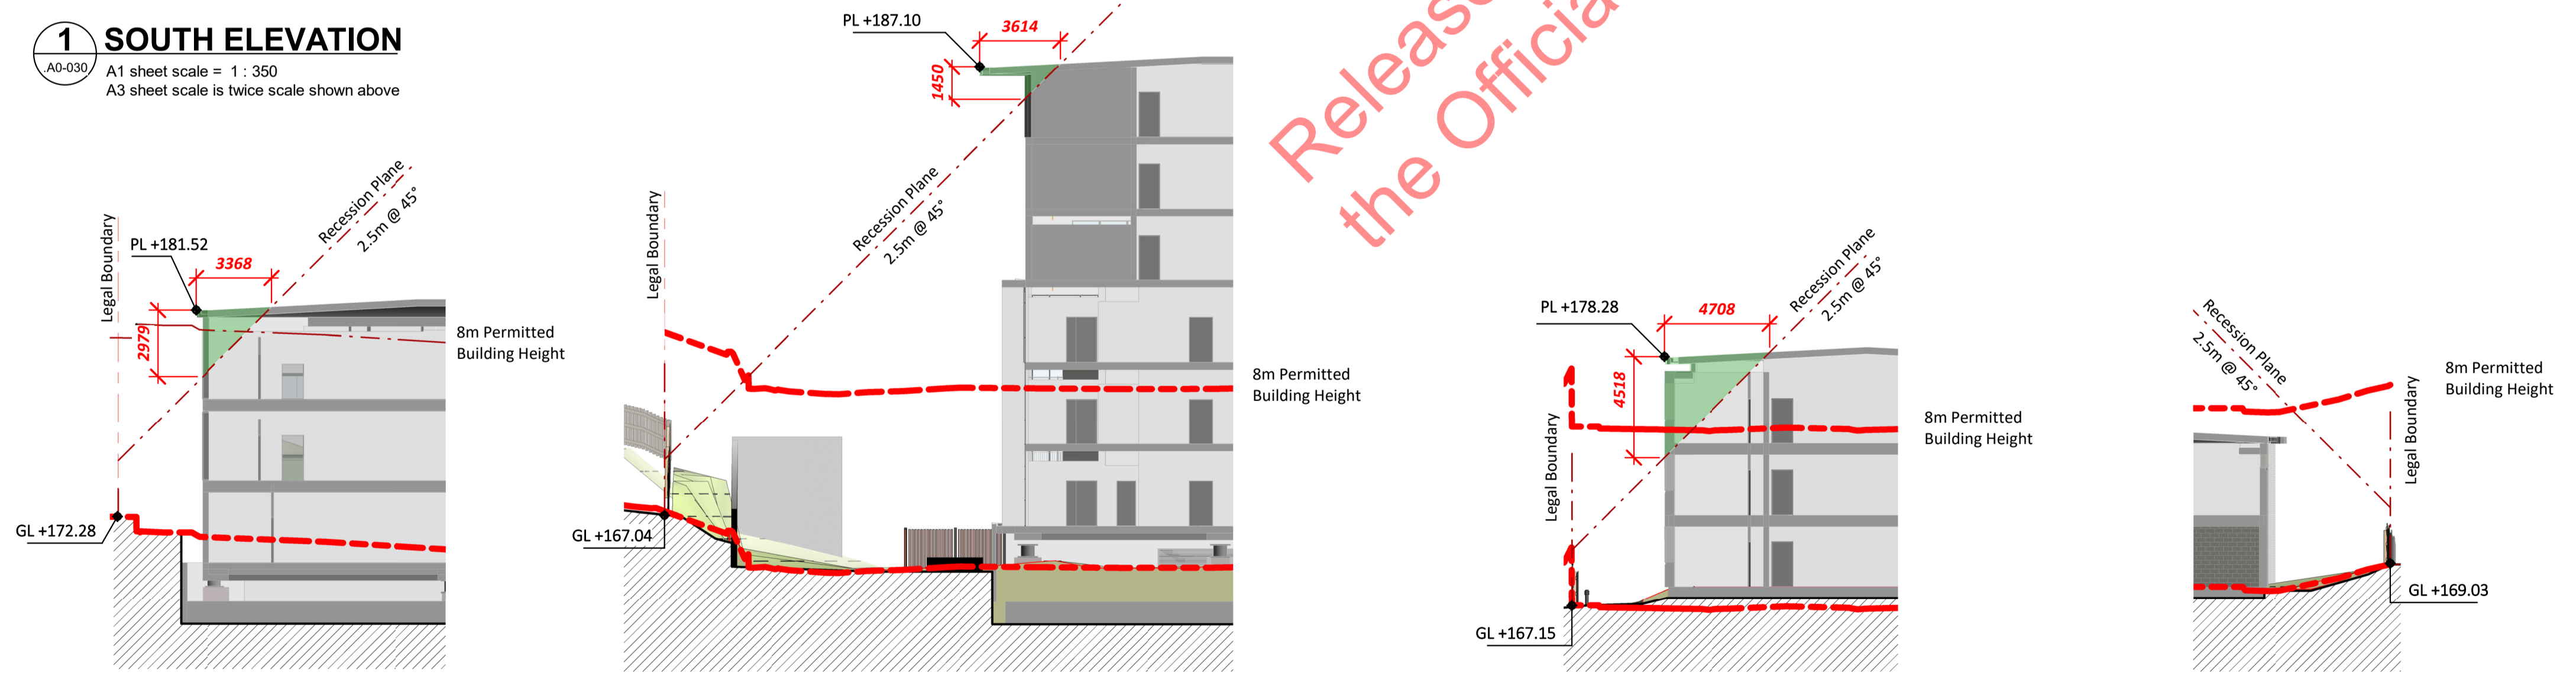 1
A0-030
SOUTH ELEVATION
A1 sheet scale = 1 : 350
A3 sheet scale is twice scale shown above
Legal Boundary
PL +181.52
3368
2979
Recession Plane
2.5m @ 45°
8m Permitted
Building Height
GL +172.28
PL +187.10
3614
1450
Legal Boundary
Recession Plane
2.5m @ 45°
8m Permitted
Building Height
GL +167.04
the Official
PL +178.28
4708
4518
Legal Boundary
Recession Plane
2.5m @ 45°
8m Permitted
Building Height
GL +167.15
Recession Plane
2.5m @ 45°
8m Permitted
Building Height
Legal Boundary
GL +169.03